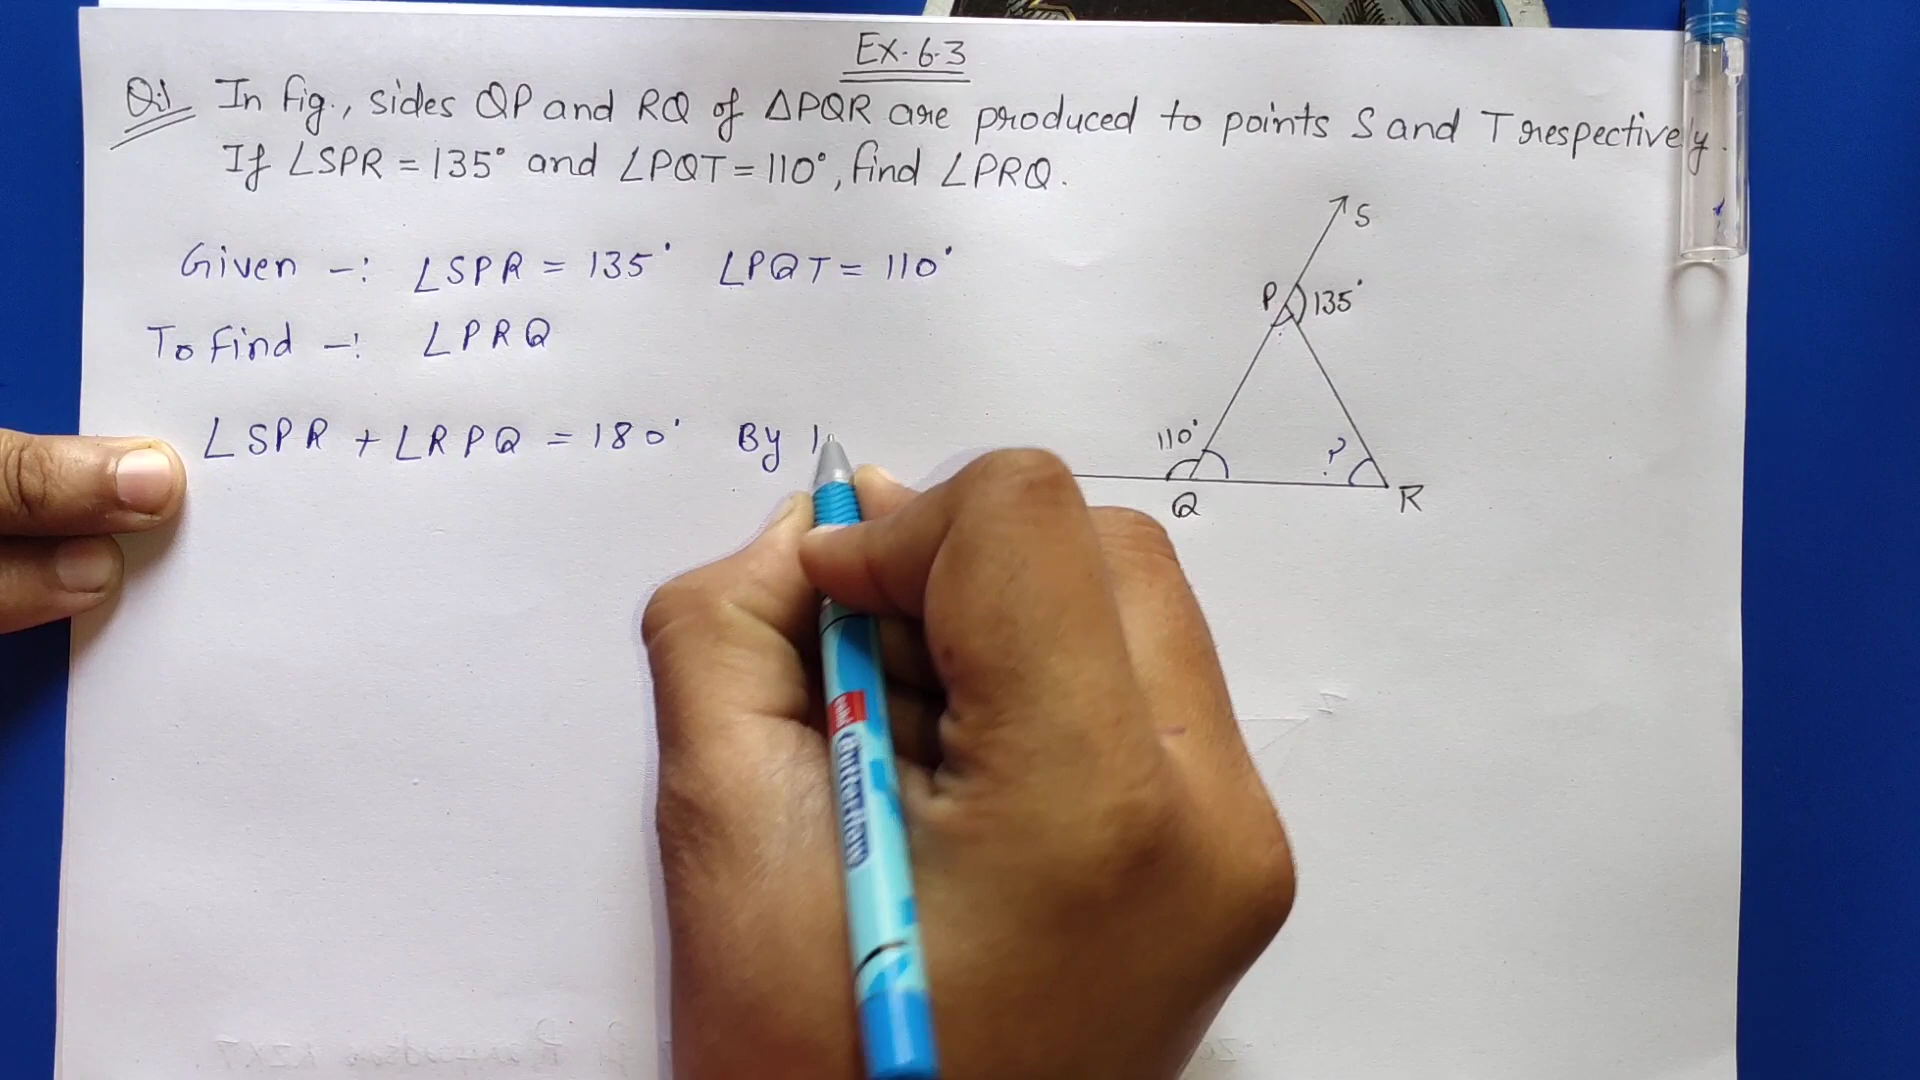 Ex. 6.3
Q.1 In fig., sides QP and RQ of ΔPQR are produced to points S and T respectively.
If ∠SPR = 135° and ∠PQT = 110°, find ∠PRQ.
Given -: ∠SPR = 135° ∠PQT = 110°
To find -: ∠PRQ
∠SPR + ∠RPQ = 180° By
S
P 135°
110° ?
Q R
cello Butterflow